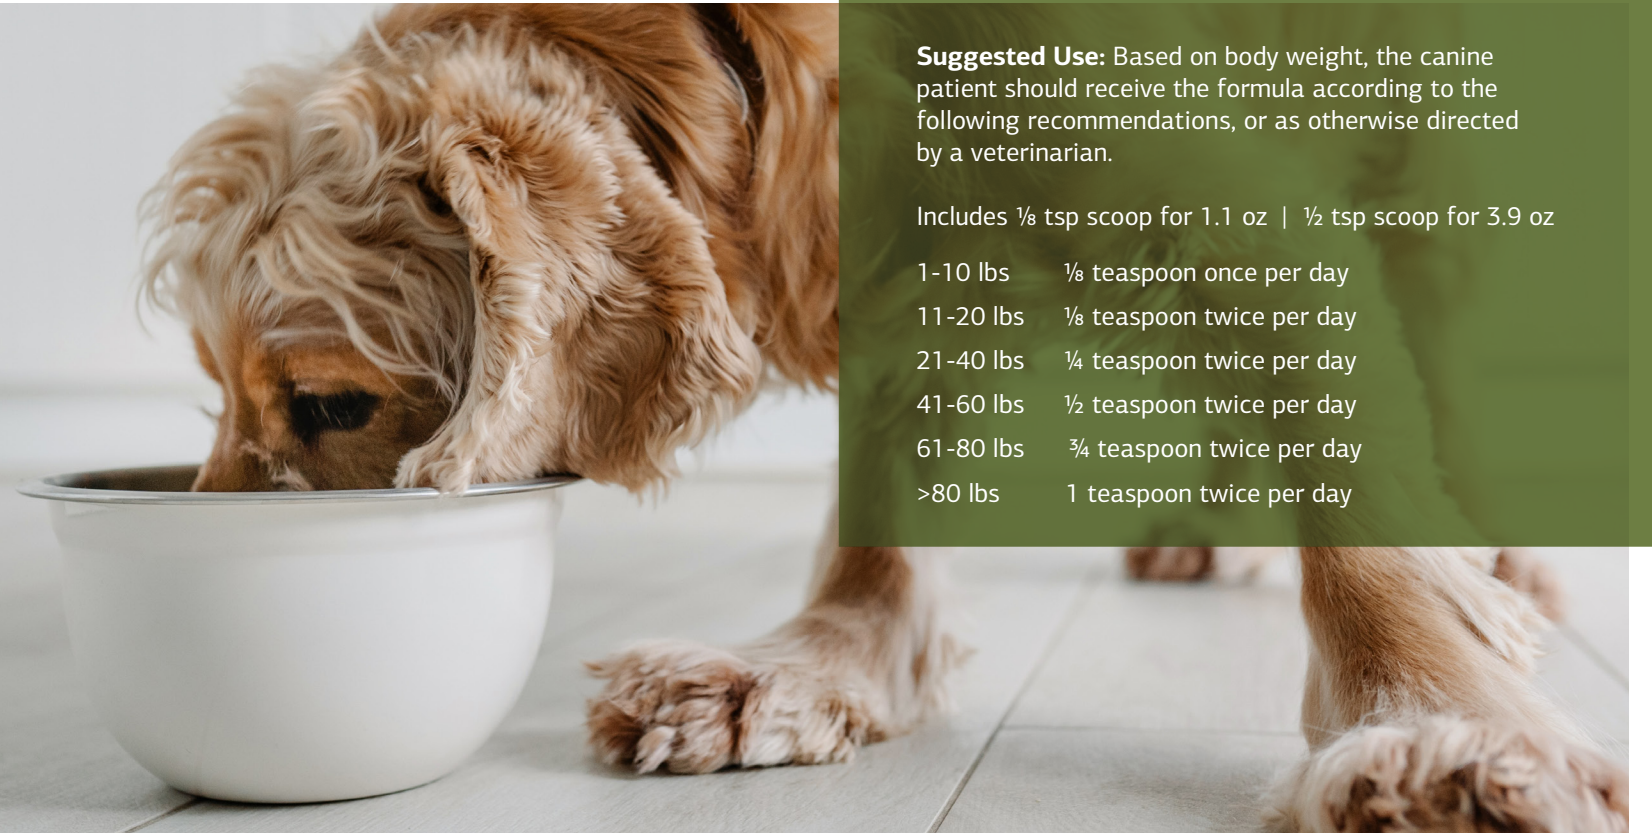 Suggested Use: Based on body weight, the canine
patient should receive the formula according to the
following recommendations, or as otherwise directed
by a veterinarian.
Includes ⅛ tsp scoop for 1.1 oz | ½ tsp scoop for 3.9 oz
1-10 lbs ⅛ teaspoon once per day
11-20 lbs ⅛ teaspoon twice per day
21-40 lbs ¼ teaspoon twice per day
41-60 lbs ½ teaspoon twice per day
61-80 lbs ¾ teaspoon twice per day
>80 lbs 1 teaspoon twice per day